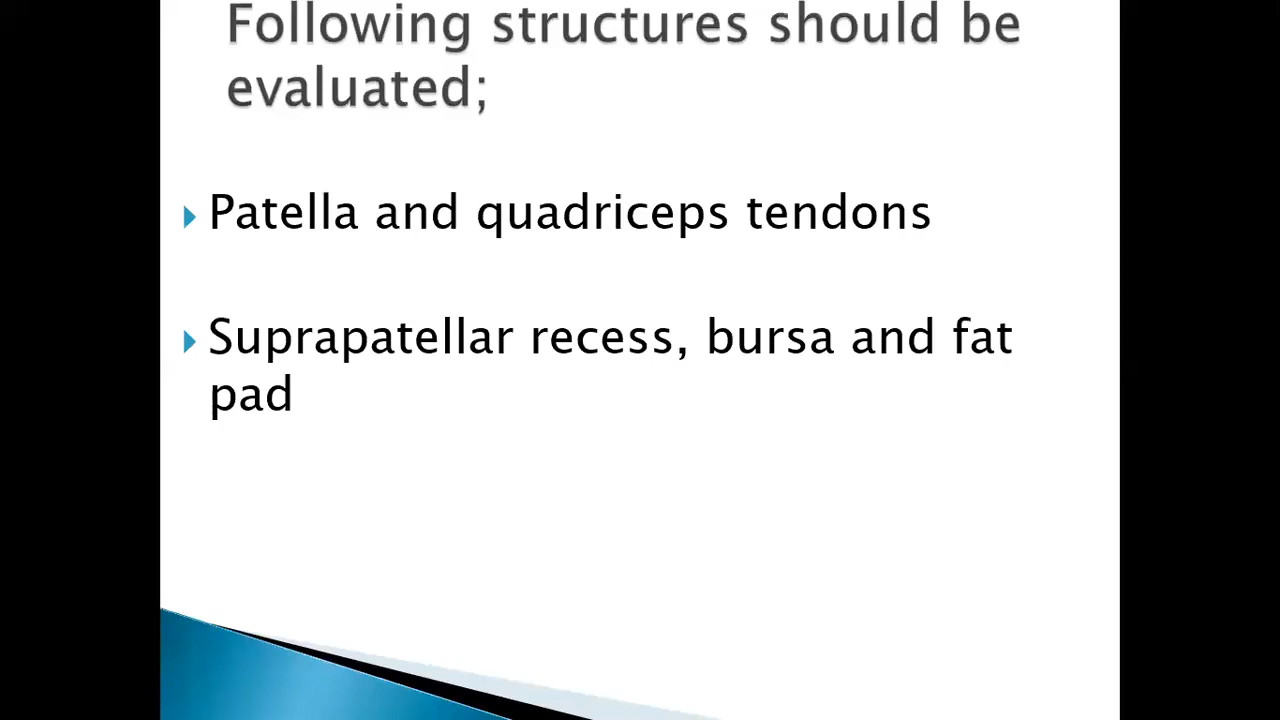 Following structures should be
evaluated;
Patella and quadriceps tendons
Suprapatellar recess, bursa and fat
pad